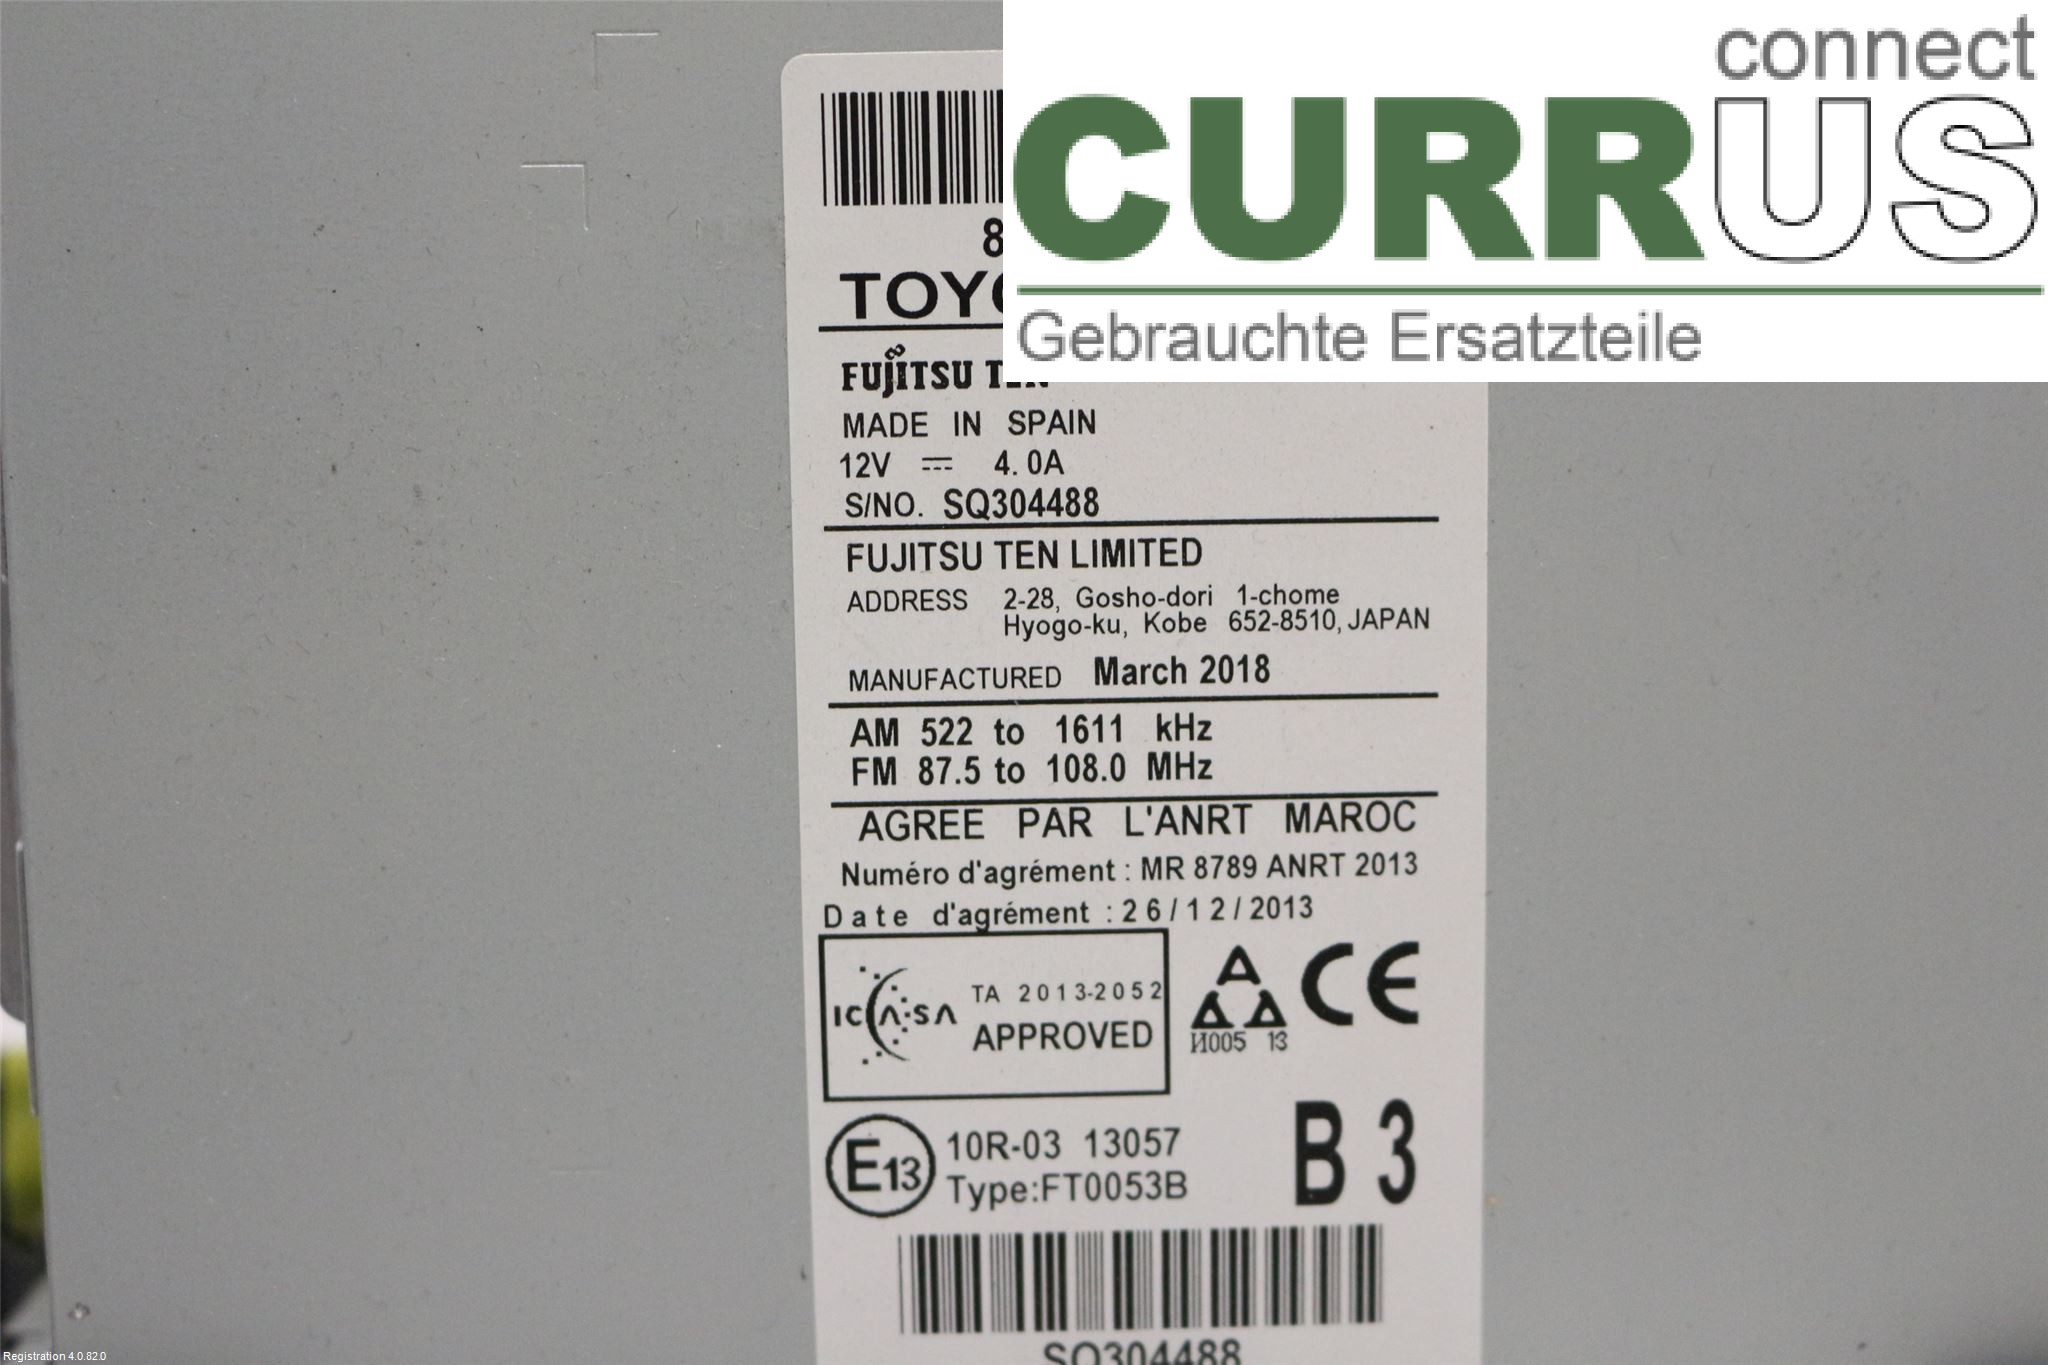 connect
CURRUS
Gebrauchte Ersatzteile
8
FUJITSU TEN
MADE IN SPAIN
12V 4.0A
S/NO. SQ304488
FUJITSU TEN LIMITED
ADDRESS 2-28, Gosho-dori 1-chome
Hyogo-ku, Kobe 652-8510, JAPAN
MANUFACTURED March 2018
AM 522 to 1611 kHz
FM 87.5 to 108.0 MHz
AGREE PAR L'ANRT MAROC
Numéro d'agrément : MR 8789 ANRT 2013
Date d'agrément : 26/12/2013
ICASA TA 2013-2052
APPROVED
И005 13
CE
E13 10R-03 13057
Type:FT0053B
B 3
SQ304488
Registration 4.0.82.0